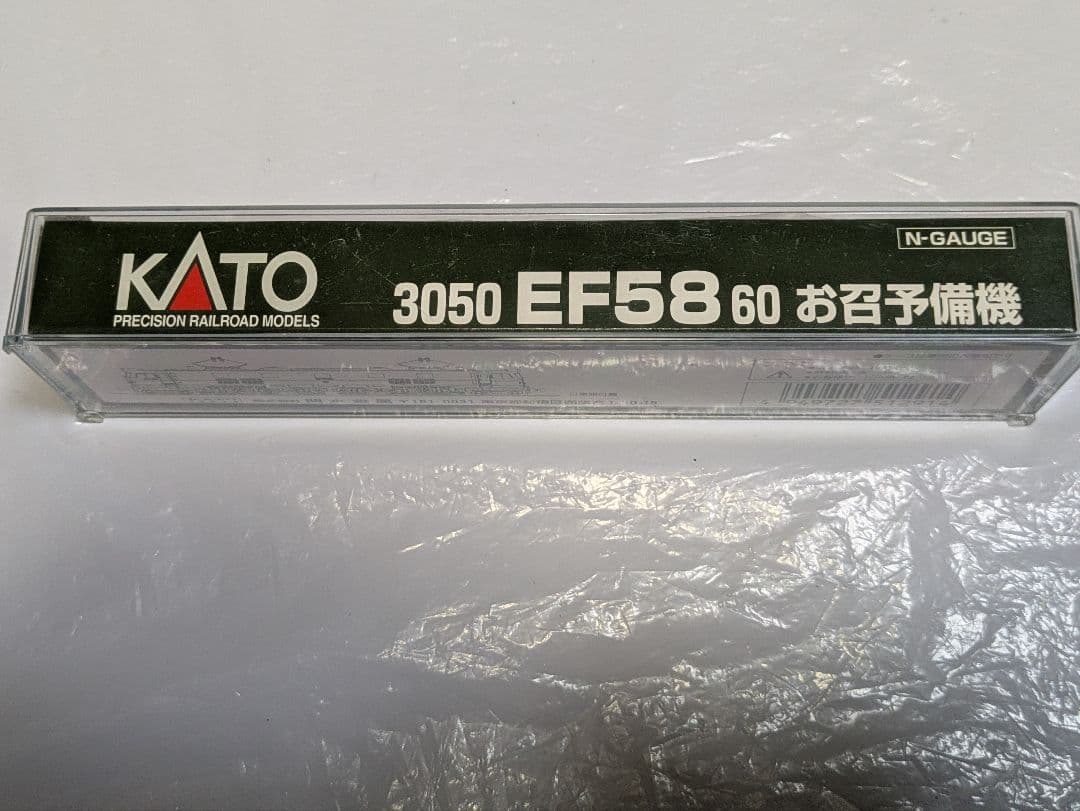 N-GAUGE
KATO 3050 EF58 60 お召予備機
PRECISION RAILROAD MODELS